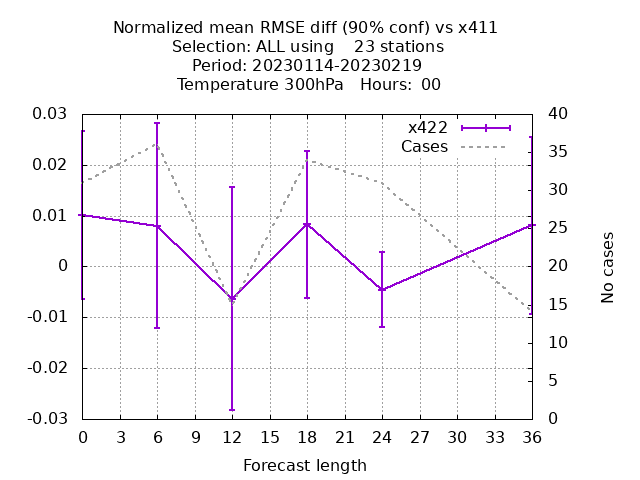 Normalized mean RMSE diff (90% conf) vs x411
Selection: ALL using    23 stations
Period: 20230114-20230219
Temperature 300hPa   Hours:  00
0.03
0.02
0.01
0
-0.01
-0.02
-0.03
x422
Cases
40
35
30
25
20
15
10
5
0
No cases
0 3 6 9 12 15 18 21 24 27 30 33 36
Forecast length